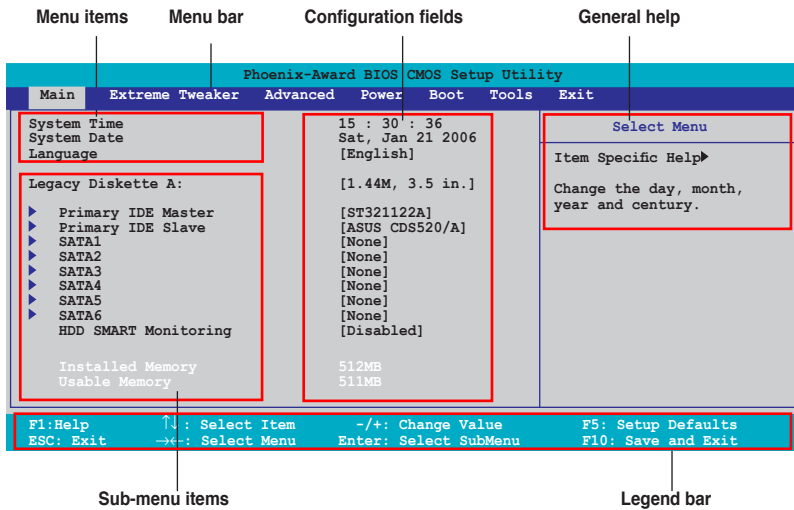 Menu items Menu bar Configuration fields General help
Phoenix-Award BIOS CMOS Setup Utility
Main Extreme Tweaker Advanced Power Boot Tools Exit
System Time 15 : 30 : 36
System Date Sat, Jan 21 2006
Language [English]
Legacy Diskette A: [1.44M, 3.5 in.]
Primary IDE Master [ST321122A]
Primary IDE Slave [ASUS CDS520/A]
SATA1 [None]
SATA2 [None]
SATA3 [None]
SATA4 [None]
SATA5 [None]
SATA6 [None]
HDD SMART Monitoring [Disabled]
Installed Memory 512MB
Usable Memory 511MB
Select Menu
Item Specific Help▶
Change the day, month,
year and century.
F1:Help ↑↓ : Select Item -/+: Change Value F5: Setup Defaults
ESC: Exit →←: Select Menu Enter: Select SubMenu F10: Save and Exit
Sub-menu items Legend bar